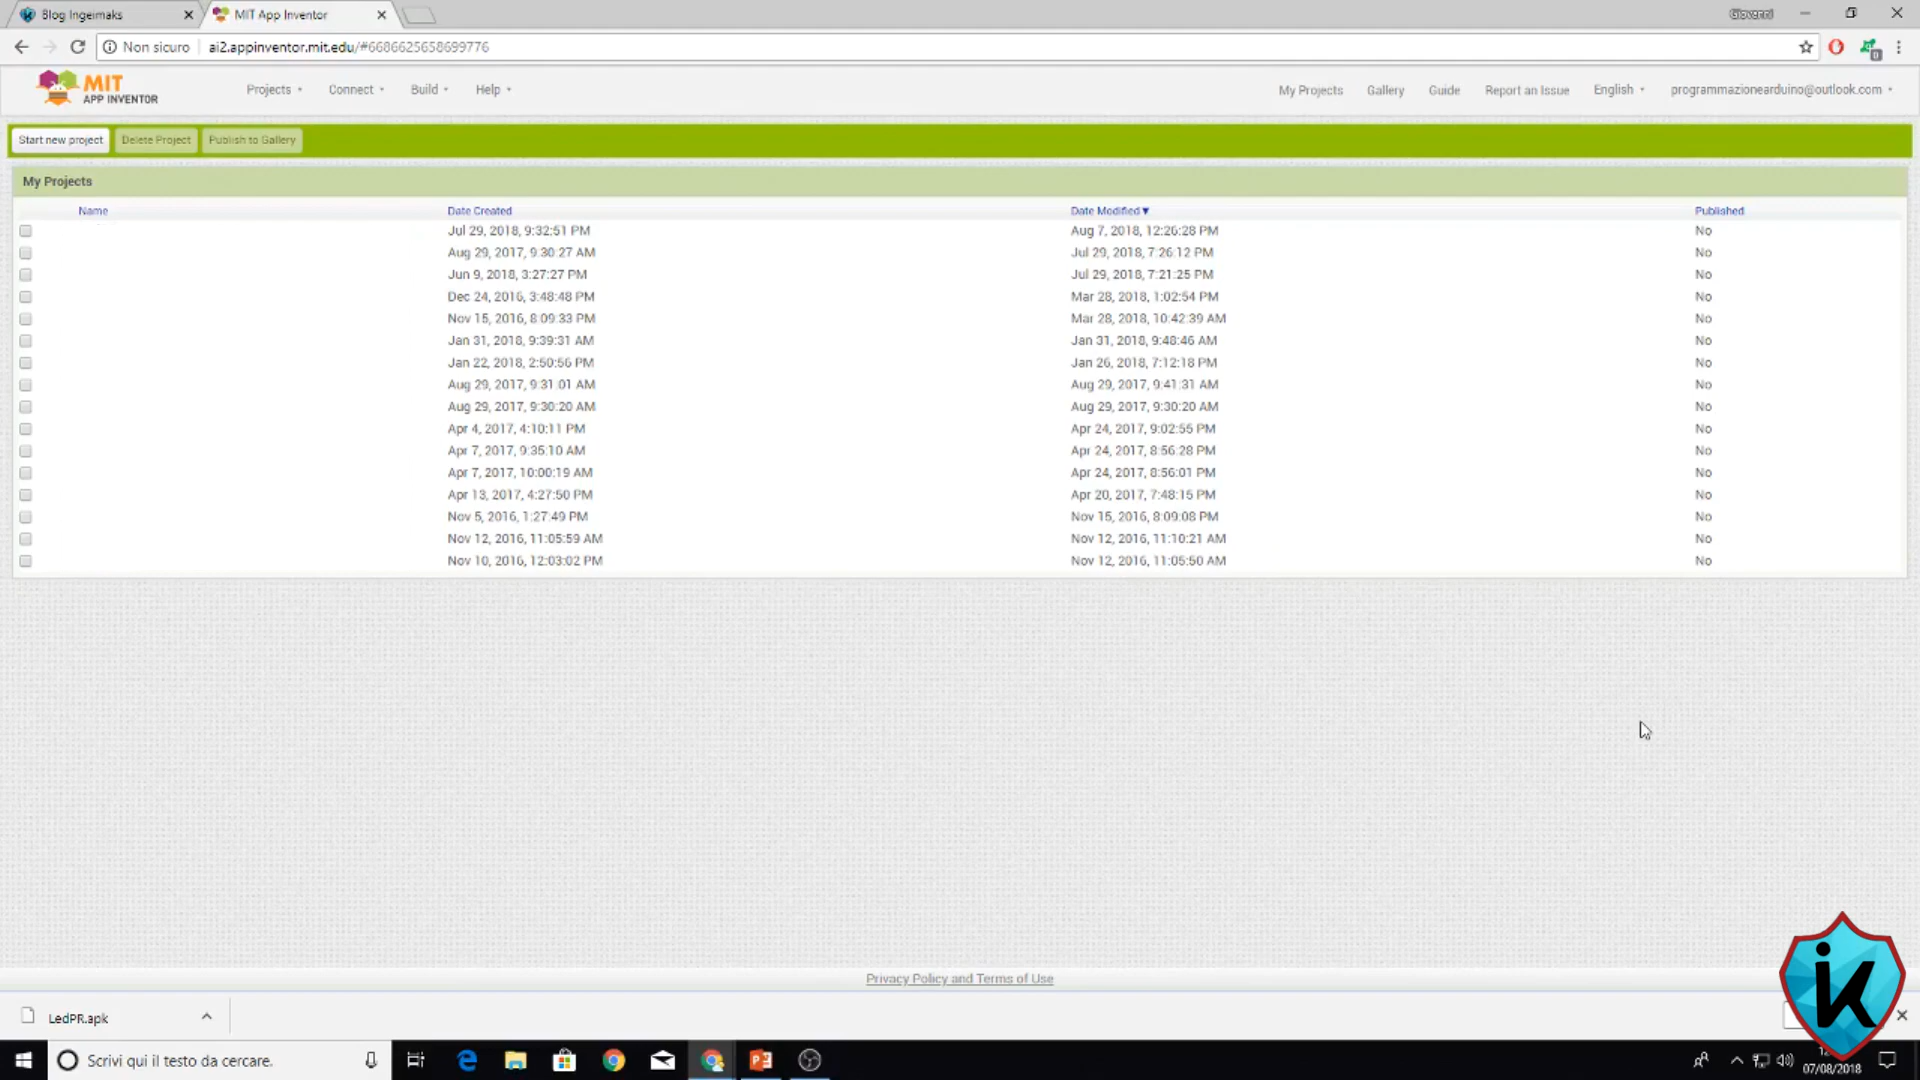 Blog Ingeimaks
MIT App Inventor
Giovanni
Non sicuro ai2.appinventor.mit.edu/#6686625658699776
MIT
APP INVENTOR
Projects Connect Build Help My Projects Gallery Guide Report an Issue English programmazionearduino@outlook.com
Start new project Delete Project Publish to Gallery
My Projects
Name Date Created Date Modified▼ Published
Jul 29, 2018, 9:32:51 PM Aug 7, 2018, 12:26:28 PM No
Aug 29, 2017, 9:30:27 AM Jul 29, 2018, 7:26:12 PM No
Jun 9, 2018, 3:27:27 PM Jul 29, 2018, 7:21:25 PM No
Dec 24, 2016, 3:48:48 PM Mar 28, 2018, 1:02:54 PM No
Nov 15, 2016, 8:09:33 PM Mar 28, 2018, 10:42:39 AM No
Jan 31, 2018, 9:39:31 AM Jan 31, 2018, 9:48:46 AM No
Jan 22, 2018, 2:50:56 PM Jan 26, 2018, 7:12:18 PM No
Aug 29, 2017, 9:31:01 AM Aug 29, 2017, 9:41:31 AM No
Aug 29, 2017, 9:30:20 AM Aug 29, 2017, 9:30:20 AM No
Apr 4, 2017, 4:10:11 PM Apr 24, 2017, 9:02:55 PM No
Apr 7, 2017, 9:35:10 AM Apr 24, 2017, 8:56:28 PM No
Apr 7, 2017, 10:00:19 AM Apr 24, 2017, 8:56:01 PM No
Apr 13, 2017, 4:27:50 PM Apr 20, 2017, 7:48:15 PM No
Nov 5, 2016, 1:27:49 PM Nov 15, 2016, 8:09:08 PM No
Nov 12, 2016, 11:05:59 AM Nov 12, 2016, 11:10:21 AM No
Nov 10, 2016, 12:03:02 PM Nov 12, 2016, 11:05:50 AM No
Privacy Policy and Terms of Use
LedPR.apk
iK
Scrivi qui il testo da cercare.
07/08/2018